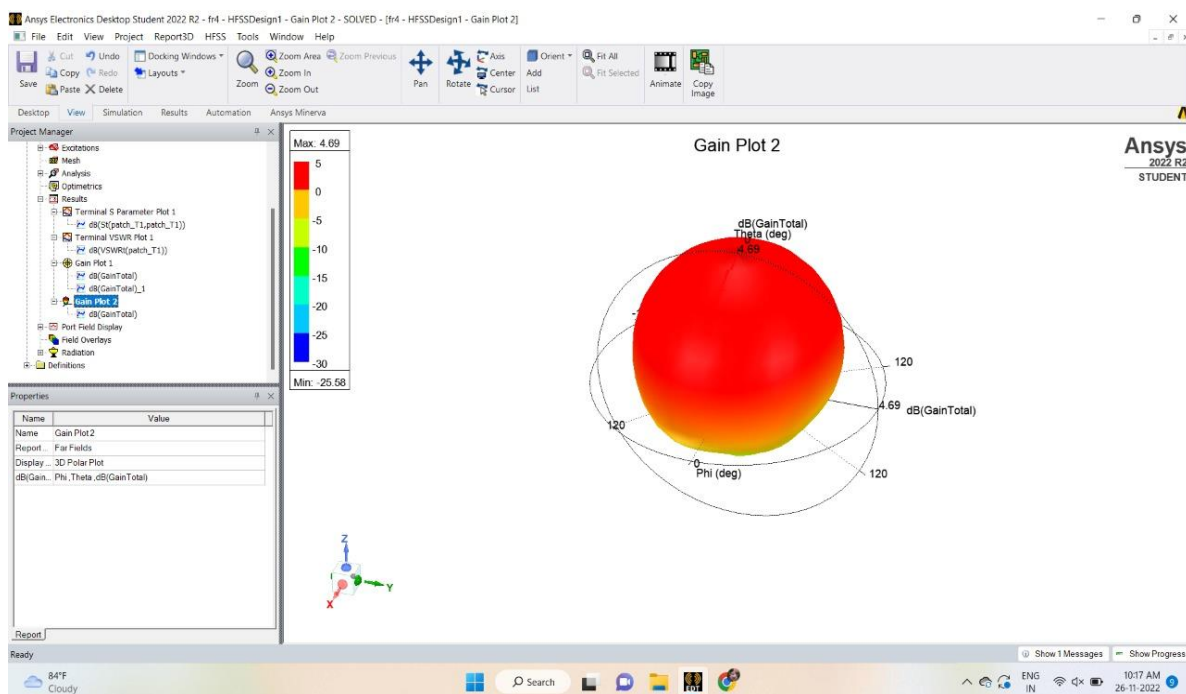 Ansys Electronics Desktop Student 2022 R2 - fr4 - HFSSDesign1 - Gain Plot 2 - SOLVED - [fr4 - HFSSDesign1 - Gain Plot 2]
File Edit View Project Report3D HFSS Tools Window Help
Save
Cut
Copy
Paste
Undo
Redo
Delete
Docking Windows
Layouts
Zoom
Zoom Area
Zoom Previous
Zoom In
Zoom Out
Pan
Rotate
Axis
Center
Cursor
Orient
Add
List
Fit All
Fit Selected
Animate
Copy
Image
Desktop View Simulation Results Automation Ansys Minerva
Project Manager
Excitations
Mesh
Analysis
Optimetrics
Results
Terminal S Parameter Plot 1
dB(St(patch_T1,patch_T1))
Terminal VSWR Plot 1
dB(VSWRt(patch_T1))
Gain Plot 1
dB(GainTotal)
dB(GainTotal)_1
Gain Plot 2
dB(GainTotal)
Port Field Display
Field Overlays
Radiation
Definitions
Properties
Name Value
Name Gain Plot 2
Report... Far Fields
Display... 3D Polar Plot
dB(Gain... Phi ,Theta ,dB(GainTotal)
Report
Max: 4.69
5
0
-5
-10
-15
-20
-25
-30
Min: -25.58
Gain Plot 2
Ansys
2022 R2
STUDENT
dB(GainTotal)
Theta (deg)
4.69
120
4.69 dB(GainTotal)
120
120
0
Phi (deg)
Z
Y
X
Ready
Show 1 Messages
Show Progress
84°F
Cloudy
Search
EDT
ENG
IN
10:17 AM
26-11-2022
9